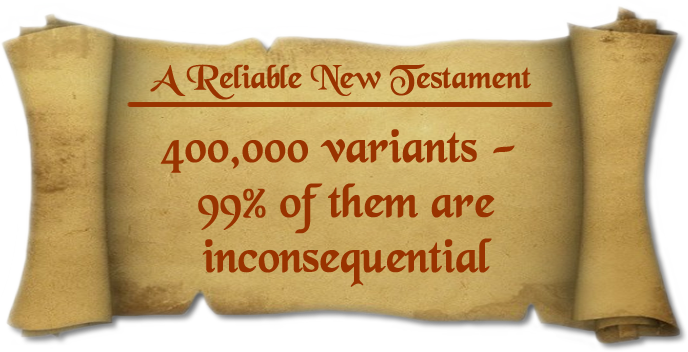 A Reliable New Testament
400,000 variants –
99% of them are
inconsequential